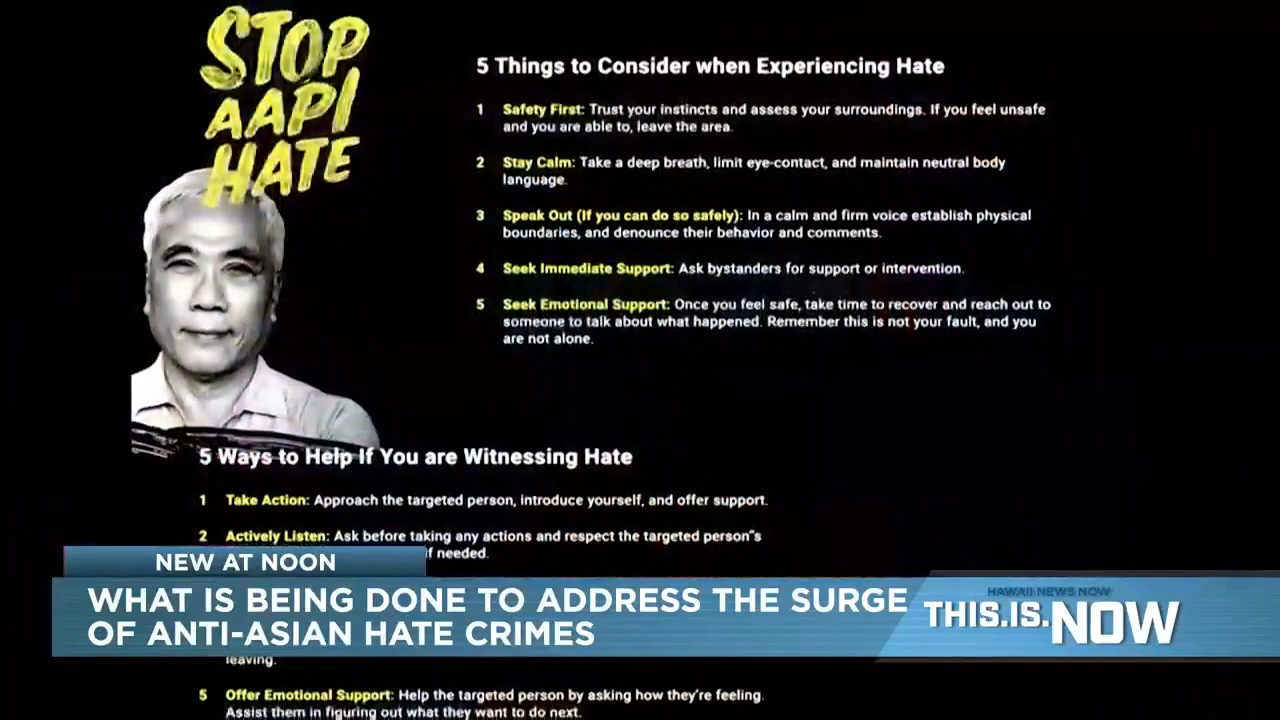 STOP
AAPI
HATE
5 Things to Consider when Experiencing Hate
1 Safety First: Trust your instincts and assess your surroundings. If you feel unsafe
and you are able to, leave the area.
2 Stay Calm: Take a deep breath, limit eye-contact, and maintain neutral body
language.
3 Speak Out (If you can do so safely): In a calm and firm voice establish physical
boundaries, and denounce their behavior and comments.
4 Seek Immediate Support: Ask bystanders for support or intervention.
5 Seek Emotional Support: Once you feel safe, take time to recover and reach out to
someone to talk about what happened. Remember this is not your fault, and you
are not alone.
5 Ways to Help If You are Witnessing Hate
1 Take Action: Approach the targeted person, introduce yourself, and offer support.
2 Actively Listen: Ask before taking any actions and respect the targeted person"s
if needed.
NEW AT NOON
WHAT IS BEING DONE TO ADDRESS THE SURGE
OF ANTI-ASIAN HATE CRIMES
HAWAII NEWS NOW
THIS.IS.NOW
leaving.
5 Offer Emotional Support: Help the targeted person by asking how they're feeling.
Assist them in figuring out what they want to do next.